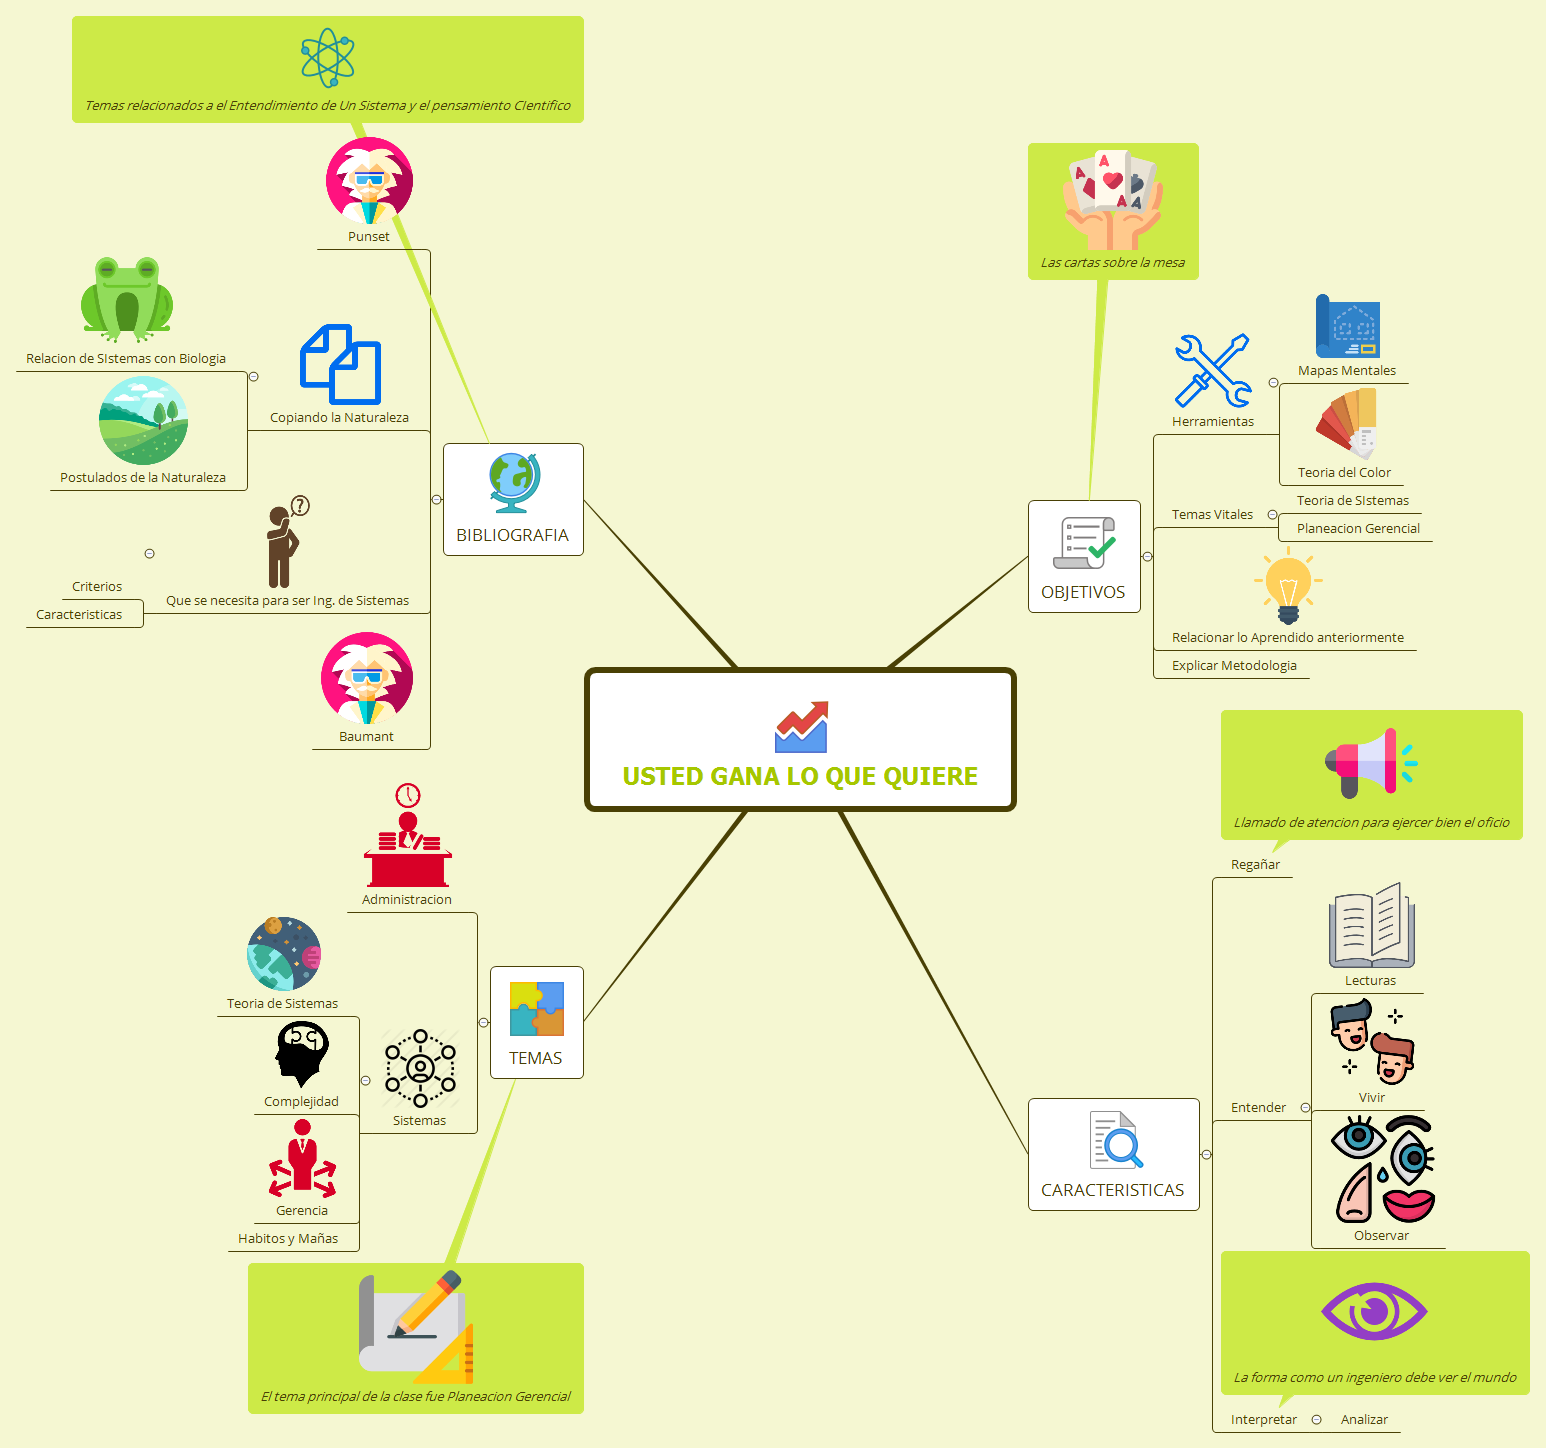 Temas relacionados a el Entendimiento de Un Sistema y el pensamiento CIentifico
Punset
Relacion de SIstemas con Biologia
Postulados de la Naturaleza
Copiando la Naturaleza
BIBLIOGRAFIA
Criterios
Caracteristicas
Que se necesita para ser Ing. de Sistemas
Baumant
Las cartas sobre la mesa
OBJETIVOS
Herramientas
Mapas Mentales
Teoria del Color
Temas Vitales
Teoria de SIstemas
Planeacion Gerencial
Relacionar lo Aprendido anteriormente
Explicar Metodologia
USTED GANA LO QUE QUIERE
Administracion
Teoria de Sistemas
Complejidad
Gerencia
Habitos y Mañas
Sistemas
TEMAS
El tema principal de la clase fue Planeacion Gerencial
Llamado de atencion para ejercer bien el oficio
Regañar
Lecturas
Vivir
Entender
Observar
CARACTERISTICAS
La forma como un ingeniero debe ver el mundo
Interpretar
Analizar